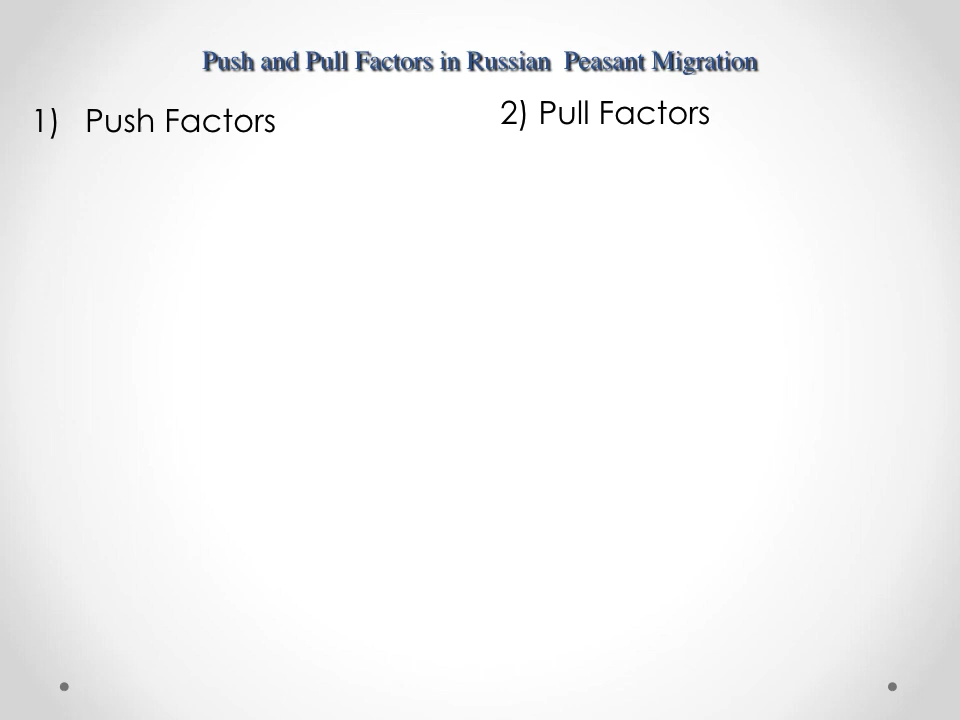 Push and Pull Factors in Russian  Peasant Migration
1) Push Factors
2) Pull Factors